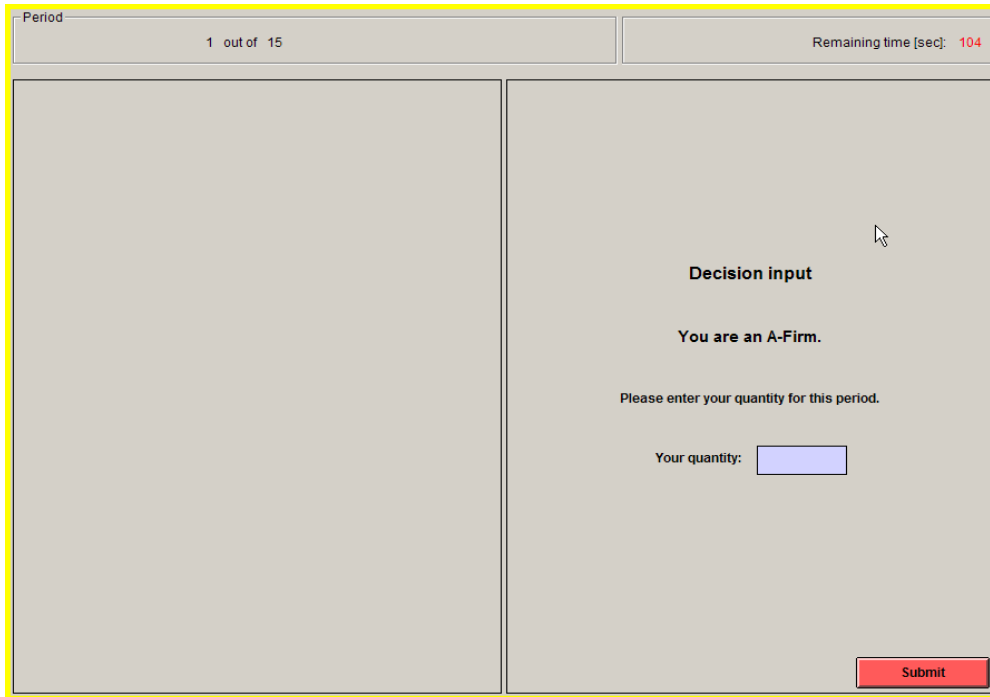 Period
1 out of 15
Remaining time [sec]: 104
Decision input
You are an A-Firm.
Please enter your quantity for this period.
Your quantity:
Submit